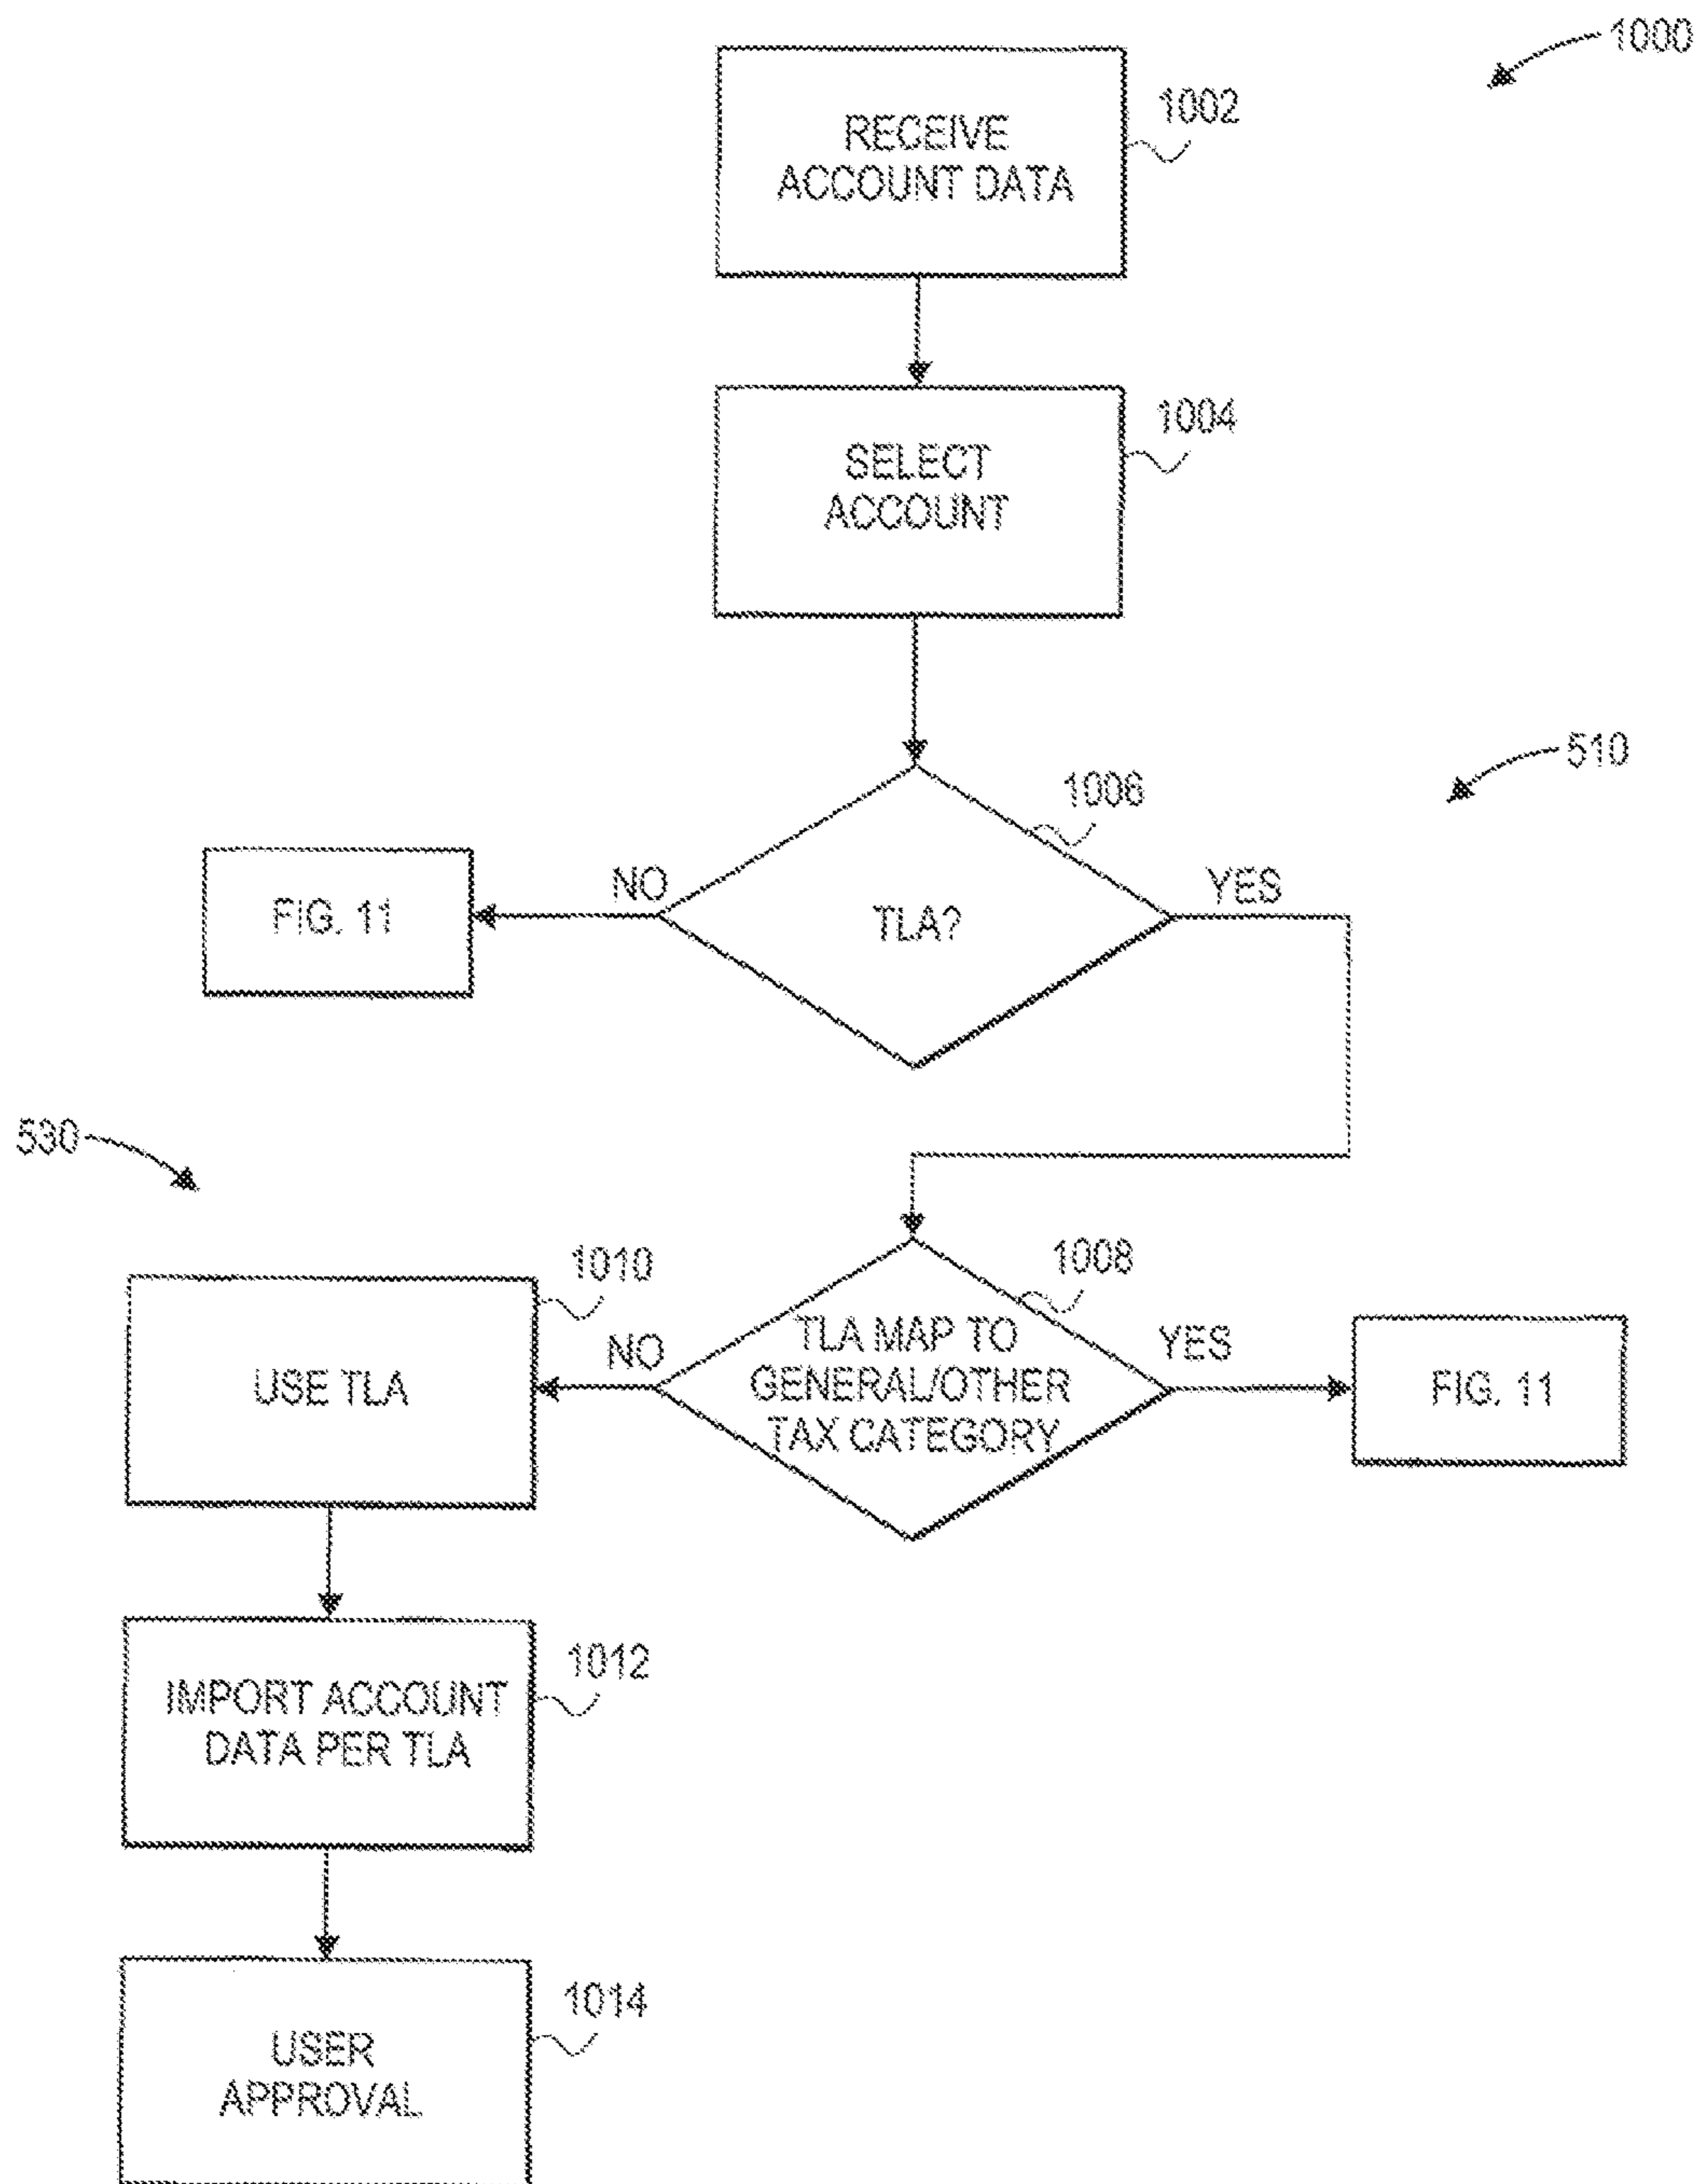 1000
1002
RECEIVE
ACCOUNT DATA
1004
SELECT
ACCOUNT
510
1006
NO
YES
FIG. 11
TLA?
530
1010
1008
USE TLA
NO
TLA MAP TO
GENERAL/OTHER
TAX CATEGORY
YES
FIG. 11
1012
IMPORT ACCOUNT
DATA PER TLA
1014
USER
APPROVAL